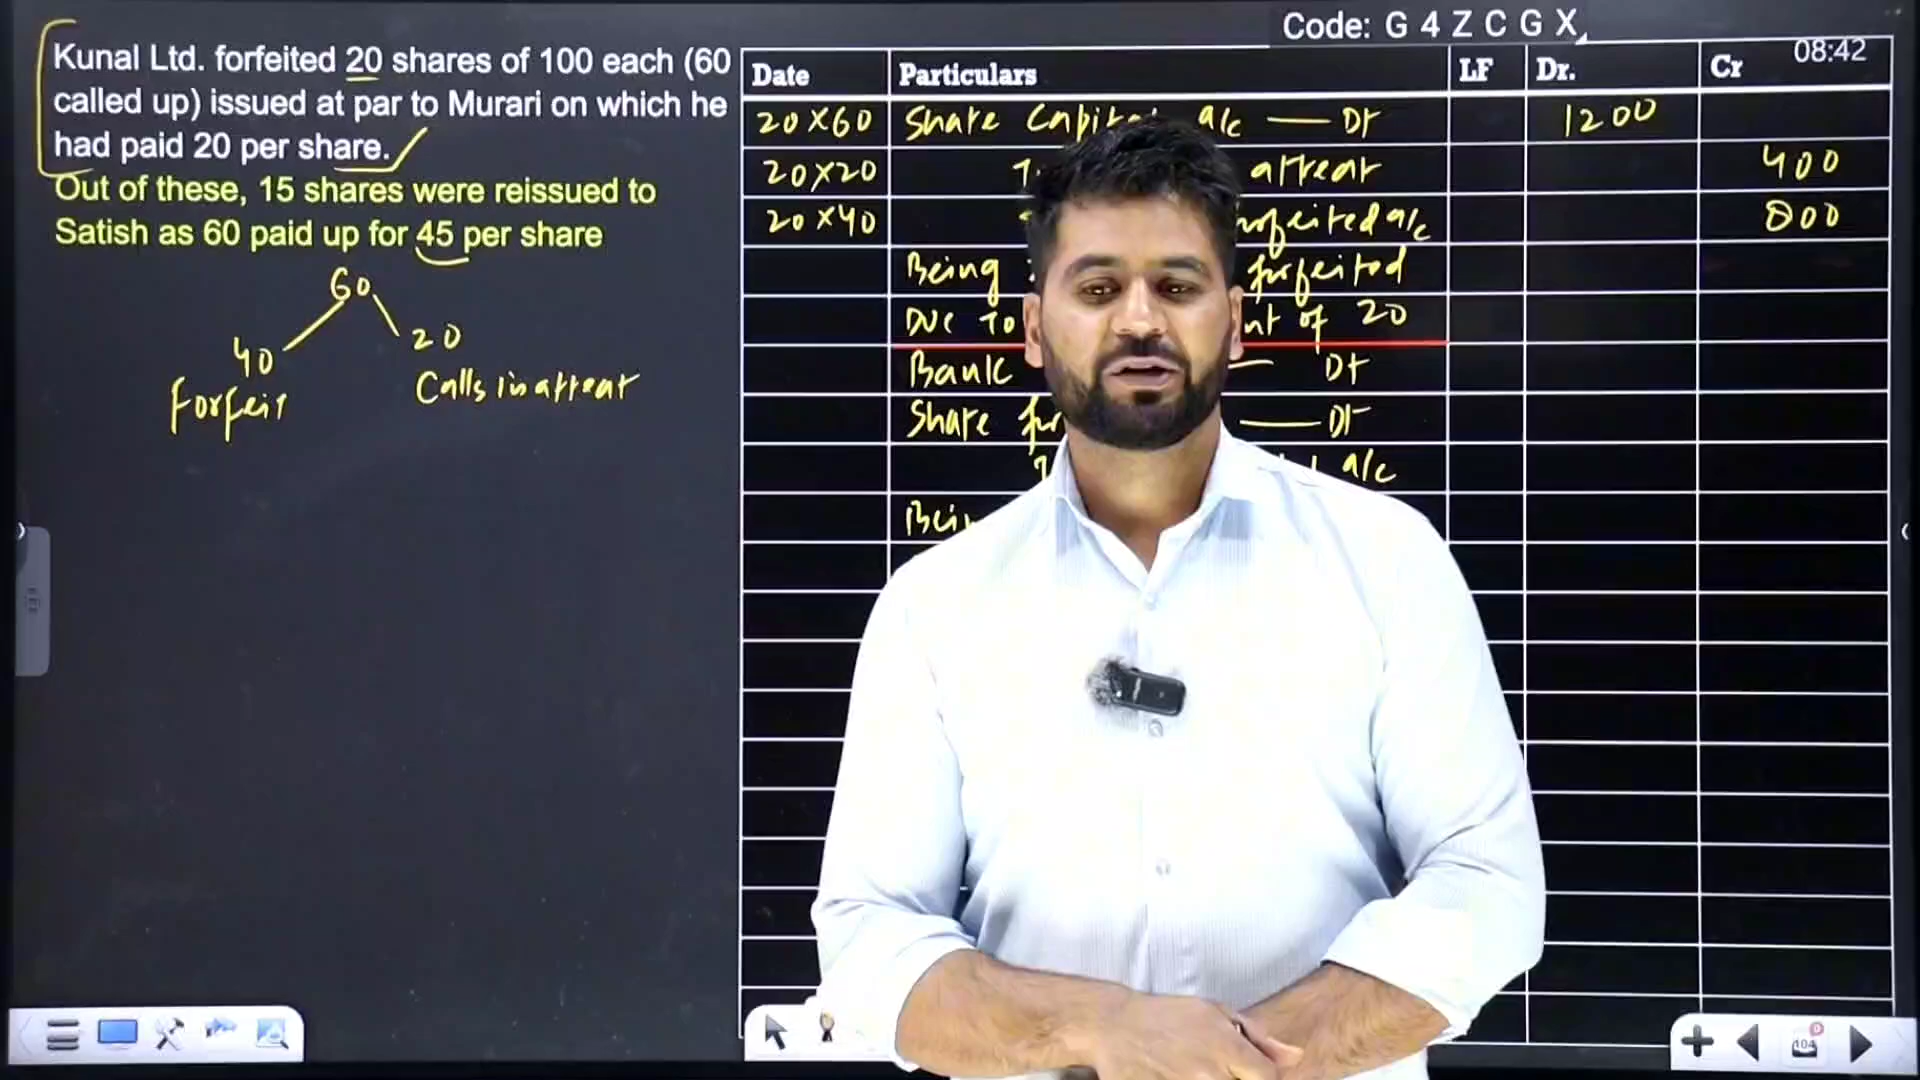 Code: G 4 Z C G X
08:42
Kunal Ltd. forfeited 20 shares of 100 each (60
called up) issued at par to Murari on which he
had paid 20 per share.
Out of these, 15 shares were reissued to
Satish as 60 paid up for 45 per share
60
40 20
forfeit Calls in arrear
Date Particulars LF Dr. Cr
20×60 Share Capital a/c — Dr 1200
20×20 arrear 400
20×40 a/c 800
Being forfeited
Due to of 20
Bank — Dr
Share — Dr
a/c
104